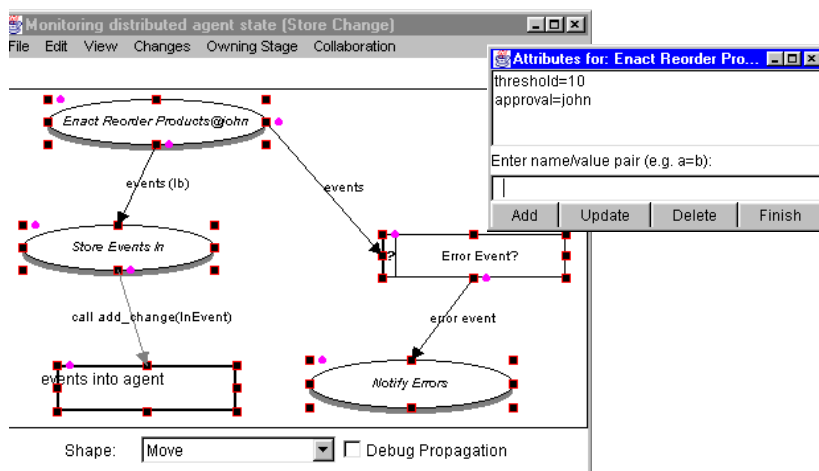 Monitoring distributed agent state (Store Change)
File Edit View Changes Owning Stage Collaboration
Attributes for: Enact Reorder Pro...
threshold=10
approval=john
Enter name/value pair (e.g. a=b):
Add Update Delete Finish
Enact Reorder Products@john
events (lb)
events
Store Events In
? Error Event?
call add_change(InEvent)
error event
events into agent
Notify Errors
Shape: Move Debug Propagation